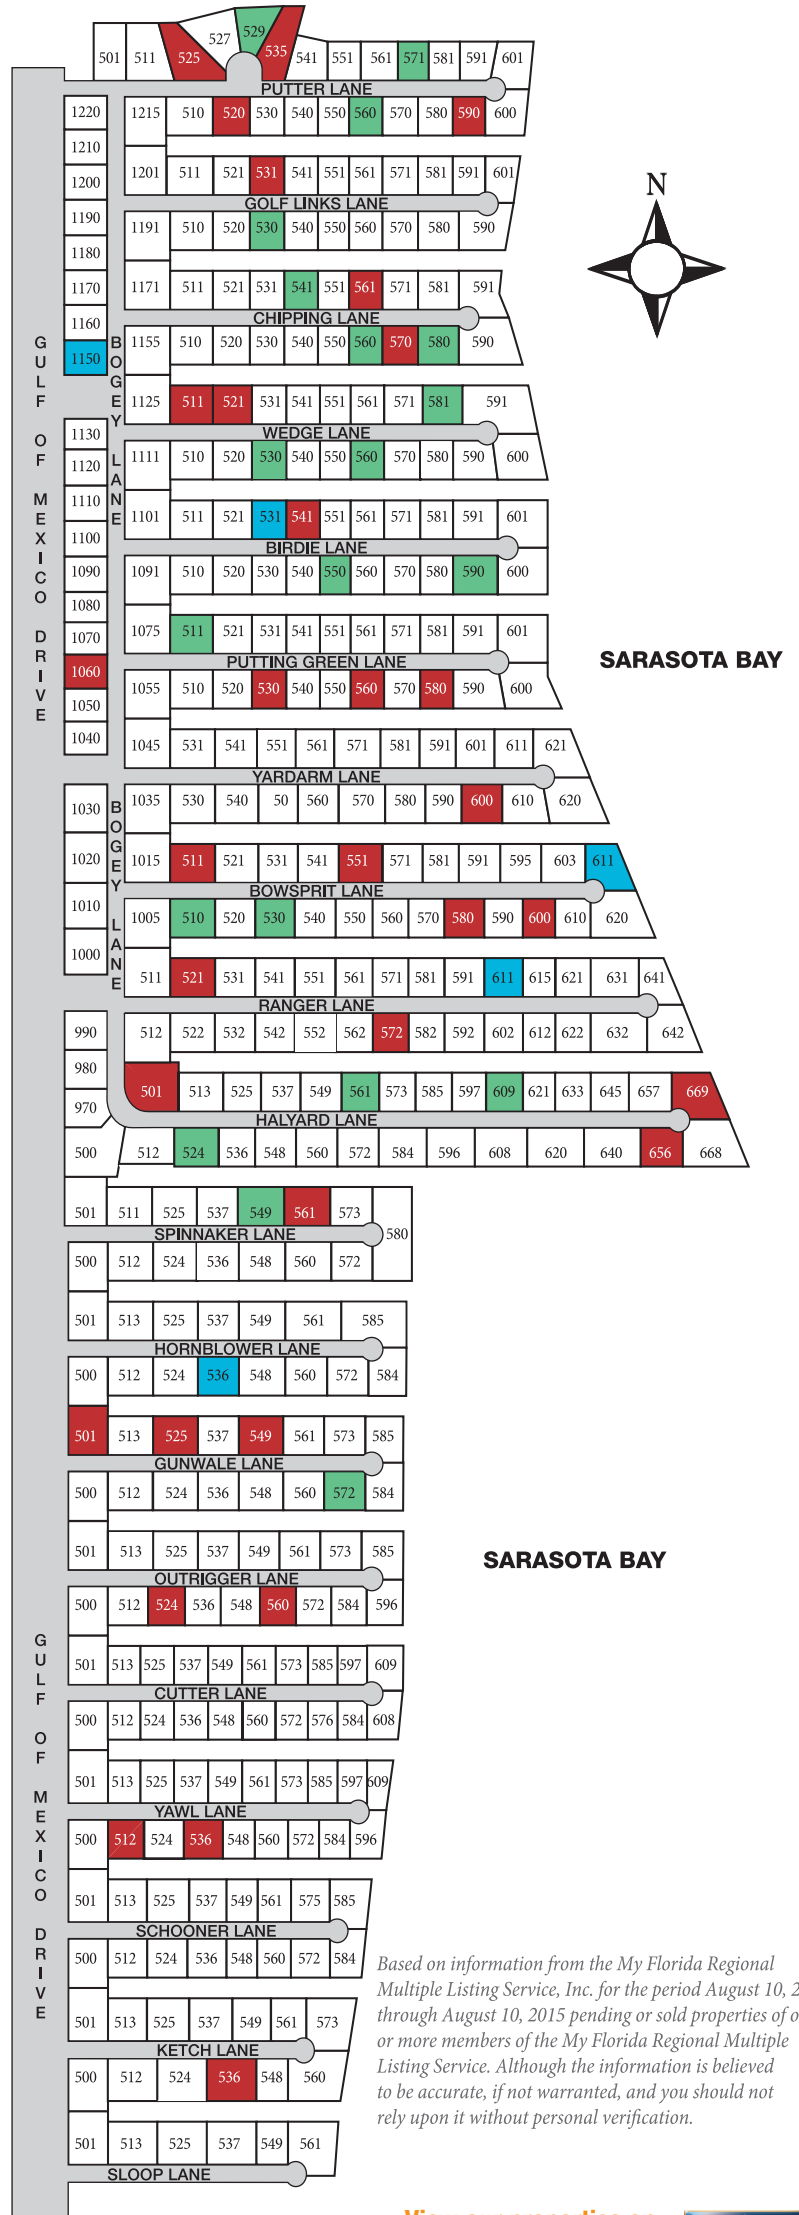 501 511 525 527 529 535 541 551 561 571 581 591 601
PUTTER LANE
1220 1215 510 520 530 540 550 560 570 580 590 600
1210
1200 1201 511 521 531 541 551 561 571 581 591 601
GOLF LINKS LANE
1190 1191 510 520 530 540 550 560 570 580 590
1180
N
1170 1171 511 521 531 541 551 561 571 581 591
CHIPPING LANE
1160
1150 1155 510 520 530 540 550 560 570 580 590
1125 511 521 531 541 551 561 571 581 591
WEDGE LANE
1130
1120 1111 510 520 530 540 550 560 570 580 590 600
1110 1101 511 521 531 541 551 561 571 581 591 601
BIRDIE LANE
1100
1090 1091 510 520 530 540 550 560 570 580 590 600
1080
1070 1075 511 521 531 541 551 561 571 581 591 601
PUTTING GREEN LANE
SARASOTA BAY
1060
1050 1055 510 520 530 540 550 560 570 580 590 600
1040 1045 531 541 551 561 571 581 591 601 611 621
YARDARM LANE
GULF OF MEXICO DRIVE
BOGEY LANE
1030 1035 530 540 50 560 570 580 590 600 610 620
1020 1015 511 521 531 541 551 571 581 591 595 603 611
BOWSPRIT LANE
1010 1005 510 520 530 540 550 560 570 580 590 600 610 620
1000
BOGEY LANE
511 521 531 541 551 561 571 581 591 611 615 621 631 641
RANGER LANE
990 512 522 532 542 552 562 572 582 592 602 612 622 632 642
980
970 501 513 525 537 549 561 573 585 597 609 621 633 645 657 669
HALYARD LANE
500 512 524 536 548 560 572 584 596 608 620 640 656 668
501 511 525 537 549 561 573 580
SPINNAKER LANE
500 512 524 536 548 560 572
501 513 525 537 549 561 585
HORNBLOWER LANE
500 512 524 536 548 560 572 584
501 513 525 537 549 561 573 585
GUNWALE LANE
500 512 524 536 548 560 572 584
501 513 525 537 549 561 573 585
SARASOTA BAY
OUTRIGGER LANE
500 512 524 536 548 560 572 584 596
501 513 525 537 549 561 573 585 597 609
CUTTER LANE
500 512 524 536 548 560 572 576 584 608
501 513 525 537 549 561 573 585 597 609
YAWL LANE
500 512 524 536 548 560 572 584 596
501 513 525 537 549 561 575 585
SCHOONER LANE
500 512 524 536 548 560 572 584
GULF OF MEXICO DRIVE
501 513 525 537 549 561 573
KETCH LANE
500 512 524 536 548 560
501 513 525 537 549 561
SLOOP LANE
Based on information from the My Florida Regional
Multiple Listing Service, Inc. for the period August 10, 2
through August 10, 2015 pending or sold properties of o
or more members of the My Florida Regional Multiple
Listing Service. Although the information is believed
to be accurate, if not warranted, and you should not
rely upon it without personal verification.